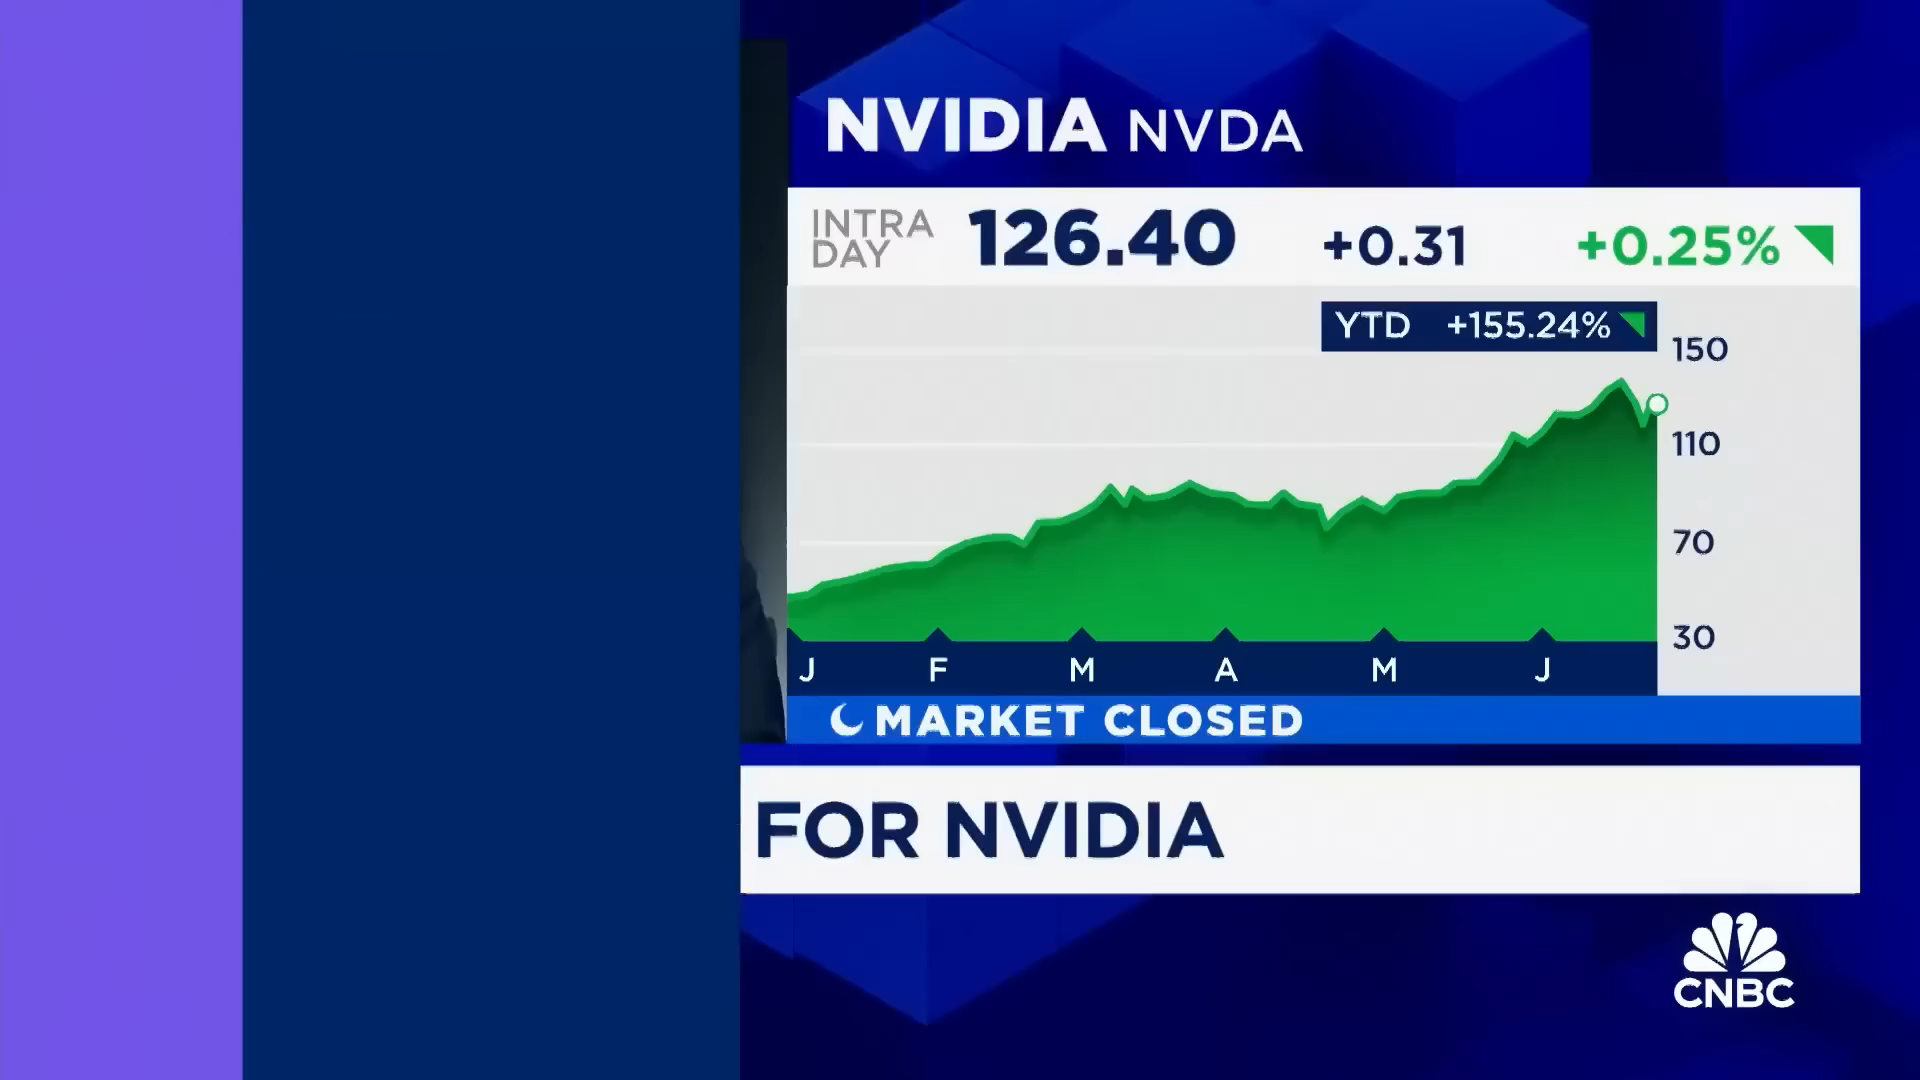 NVIDIA NVDA
INTRA DAY 126.40 +0.31 +0.25%
YTD +155.24%
150
110
70
30
J F M A M J
MARKET CLOSED
FOR NVIDIA
CNBC